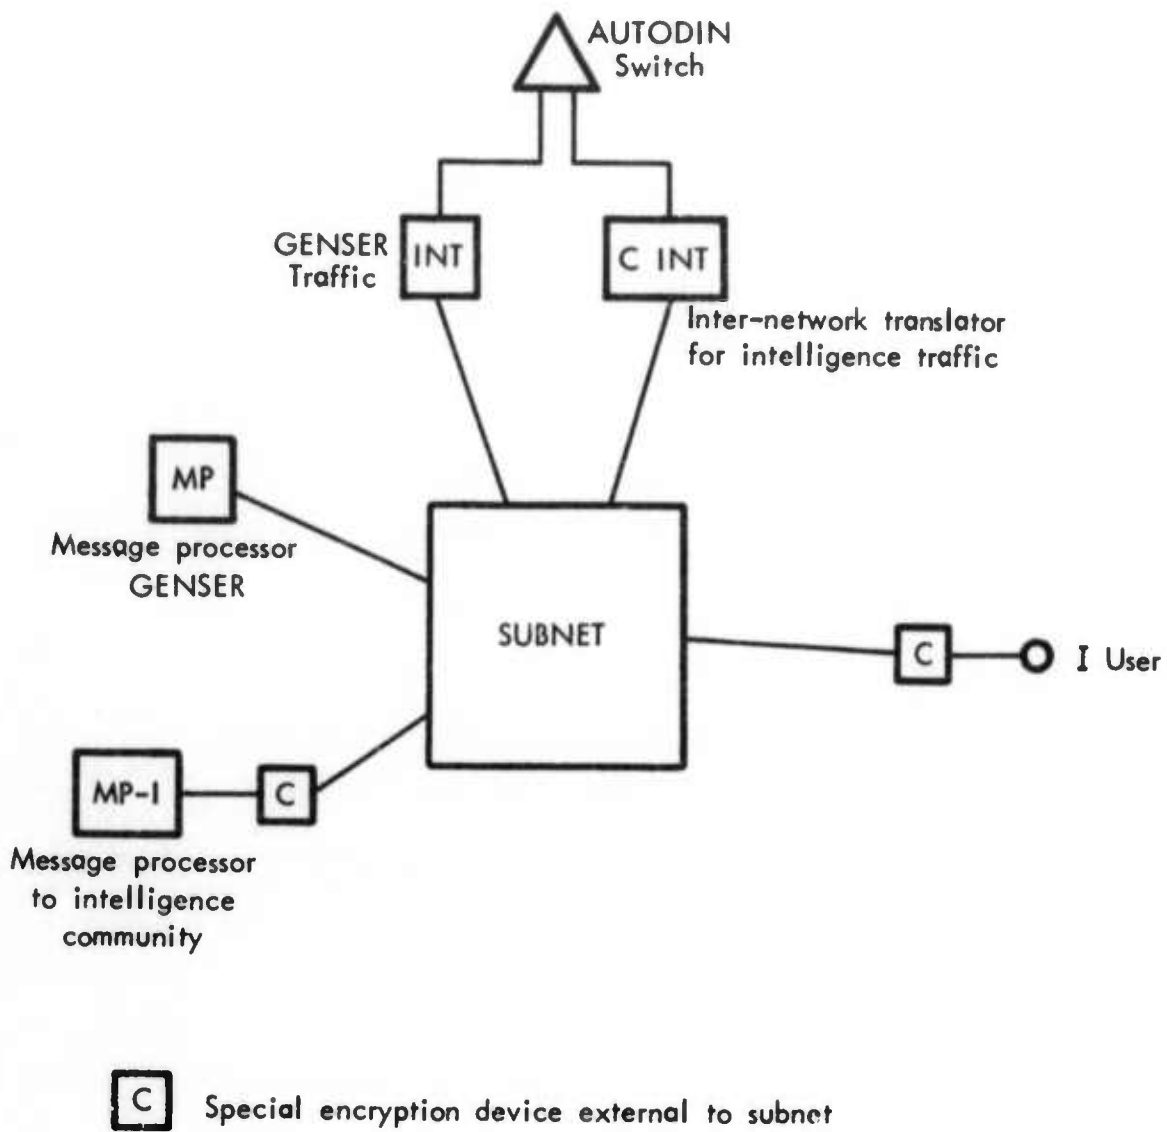 AUTODIN
Switch
GENSER
Traffic
INT
C INT
Inter-network translator
for intelligence traffic
MP
Message processor
GENSER
SUBNET
C
I User
MP-I
C
Message processor
to intelligence
community
C
Special encryption device external to subnet